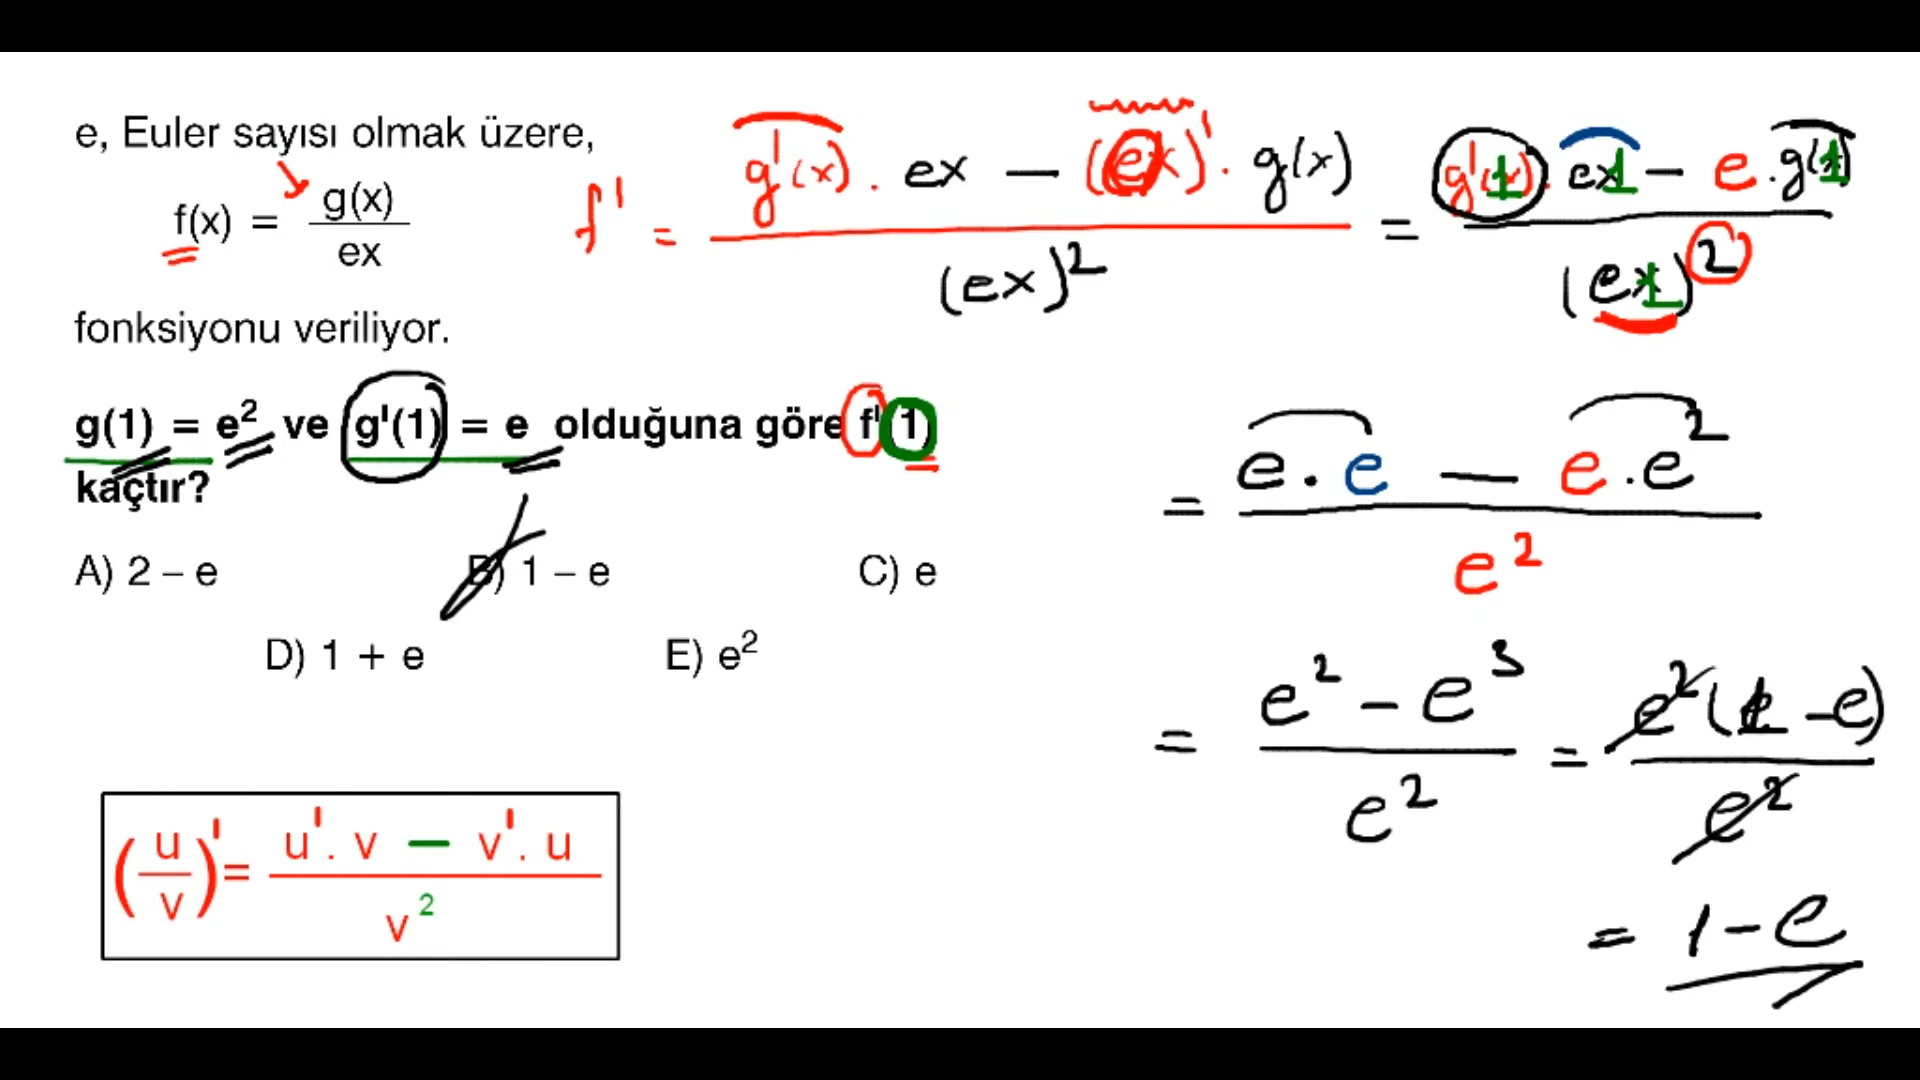 e, Euler sayısı olmak üzere,
f(x) = g(x) / ex
fonksiyonu veriliyor.
g(1) = e² ve g'(1) = e olduğuna göre f'(1)
kaçtır?
A) 2 – e B) 1 – e C) e
D) 1 + e E) e²
(u/v)' = (u'. v – v'. u) / v²
f' = (g'(x) . ex – (ex)' . g(x)) / (ex)² = (g'(1) . e1 – e . g(1)) / (e1)²
= (e . e – e . e²) / e²
= (e² – e³) / e² = e²(1 – e) / e²
= 1 – e